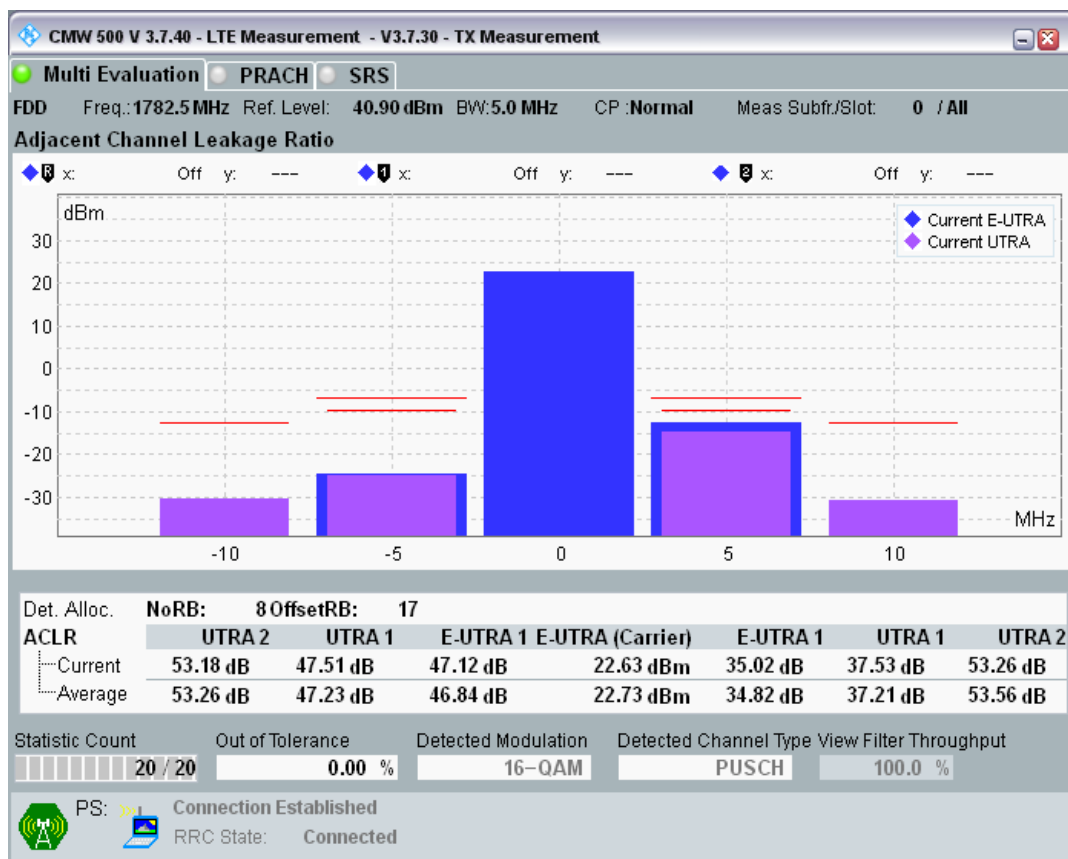 CMW 500 V 3.7.40 - LTE Measurement - V3.7.30 - TX Measurement
Multi Evaluation PRACH SRS
FDD Freq.: 1782.5 MHz Ref. Level: 40.90 dBm BW: 5.0 MHz CP : Normal Meas Subfr./Slot: 0 / All
Adjacent Channel Leakage Ratio
R x: Off y: --- 1 x: Off y: --- 2 x: Off y: ---
dBm
Current E-UTRA
Current UTRA
30
20
10
0
-10
-20
-30
MHz
-10 -5 0 5 10
Det. Alloc. NoRB: 8 OffsetRB: 17
ACLR UTRA 2 UTRA 1 E-UTRA 1 E-UTRA (Carrier) E-UTRA 1 UTRA 1 UTRA 2
Current 53.18 dB 47.51 dB 47.12 dB 22.63 dBm 35.02 dB 37.53 dB 53.26 dB
Average 53.26 dB 47.23 dB 46.84 dB 22.73 dBm 34.82 dB 37.21 dB 53.56 dB
Statistic Count Out of Tolerance Detected Modulation Detected Channel Type View Filter Throughput
20 / 20 0.00 % 16-QAM PUSCH 100.0 %
PS: Connection Established
RRC State: Connected